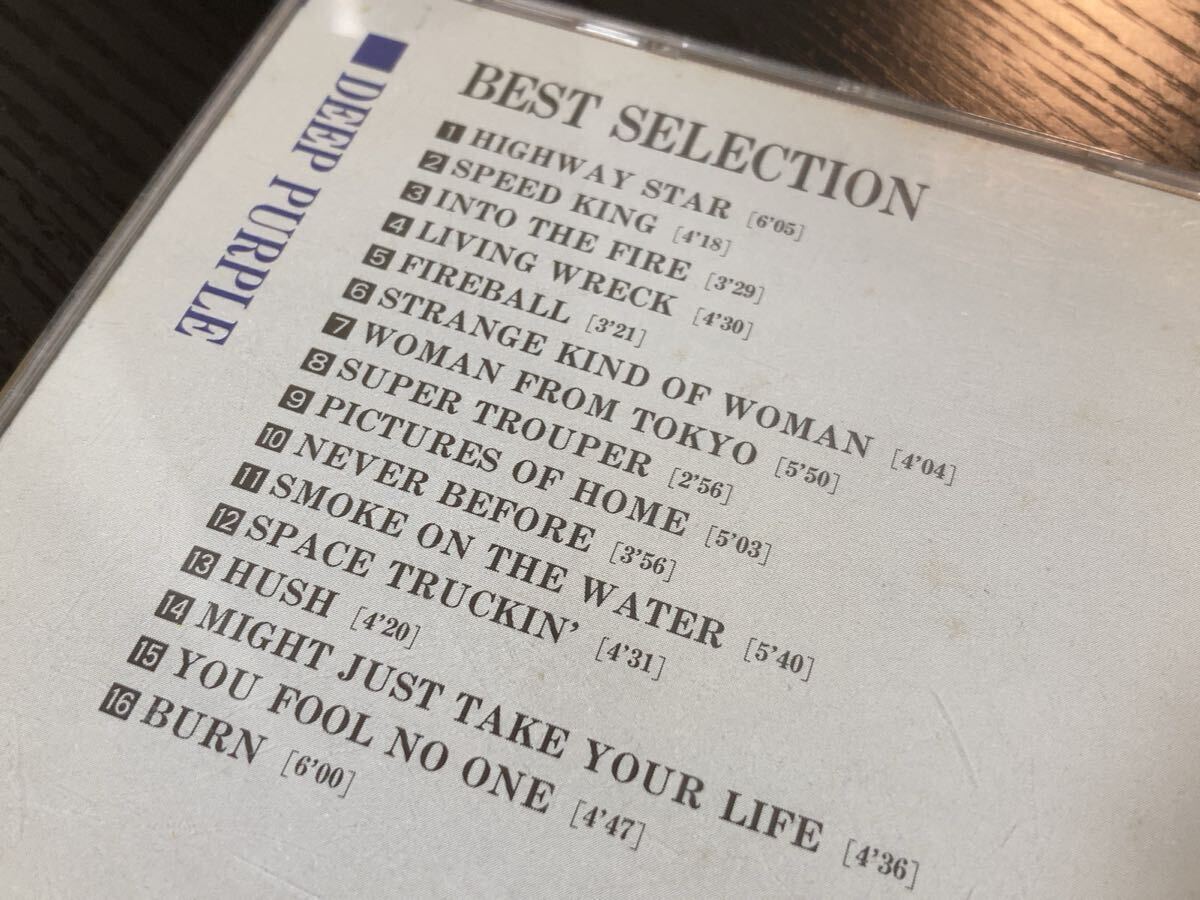 ■DEEP PURPLE
BEST SELECTION
1 HIGHWAY STAR [6'05]
2 SPEED KING [4'18]
3 INTO THE FIRE [3'29]
4 LIVING WRECK [4'30]
5 FIREBALL [3'21]
6 STRANGE KIND OF WOMAN [4'04]
7 WOMAN FROM TOKYO [5'50]
8 SUPER TROUPER [2'56]
9 PICTURES OF HOME [5'03]
10 NEVER BEFORE [3'56]
11 SMOKE ON THE WATER [5'40]
12 SPACE TRUCKIN' [4'31]
13 HUSH [4'20]
14 MIGHT JUST TAKE YOUR LIFE [4'36]
15 YOU FOOL NO ONE [4'47]
16 BURN [6'00]